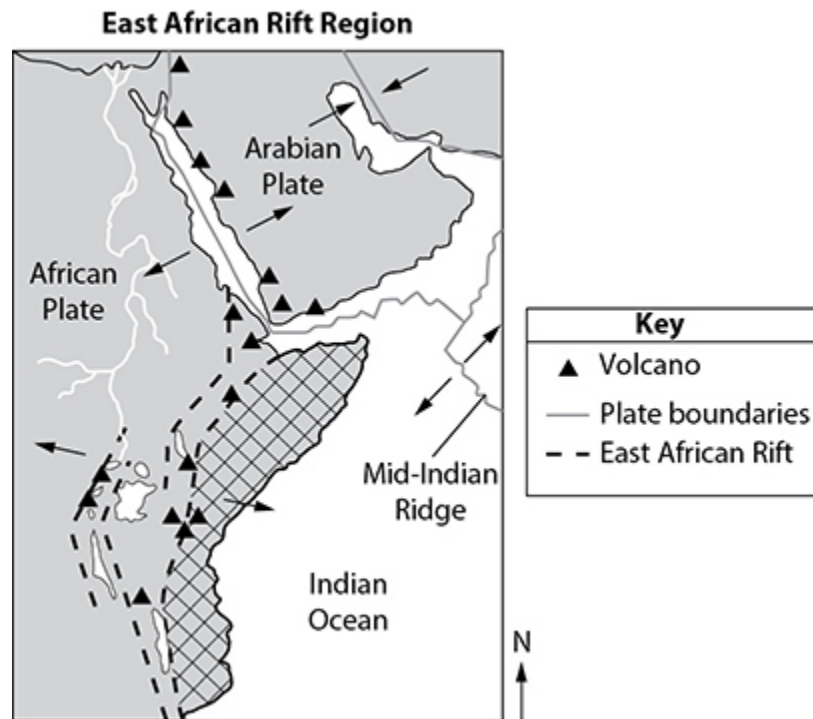 East African Rift Region
Arabian
Plate
African
Plate
Mid-Indian
Ridge
Indian
Ocean
Key
Volcano
Plate boundaries
East African Rift
N